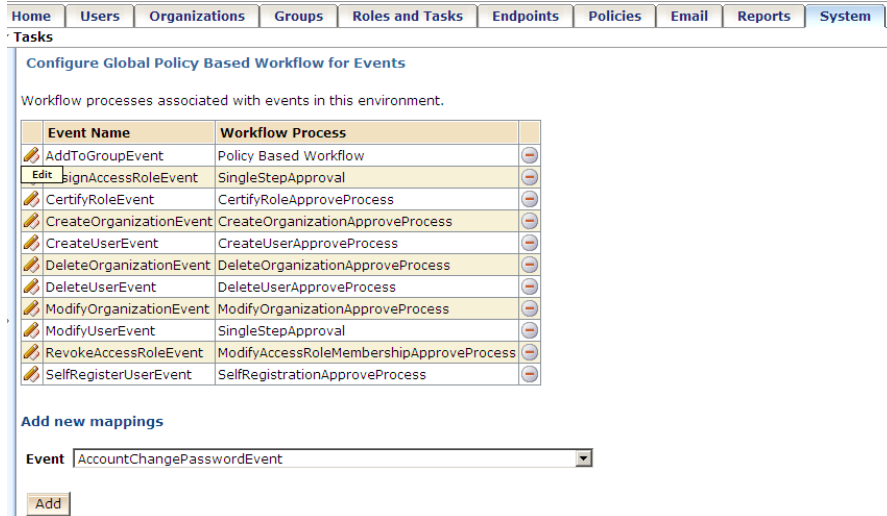 Home Users Organizations Groups Roles and Tasks Endpoints Policies Email Reports System
Tasks
Configure Global Policy Based Workflow for Events
Workflow processes associated with events in this environment.
Event Name Workflow Process
AddToGroupEvent Policy Based Workflow
Edit signAccessRoleEvent SingleStepApproval
CertifyRoleEvent CertifyRoleApproveProcess
CreateOrganizationEvent CreateOrganizationApproveProcess
CreateUserEvent CreateUserApproveProcess
DeleteOrganizationEvent DeleteOrganizationApproveProcess
DeleteUserEvent DeleteUserApproveProcess
ModifyOrganizationEvent ModifyOrganizationApproveProcess
ModifyUserEvent SingleStepApproval
RevokeAccessRoleEvent ModifyAccessRoleMembershipApproveProcess
SelfRegisterUserEvent SelfRegistrationApproveProcess
Add new mappings
Event AccountChangePasswordEvent
Add